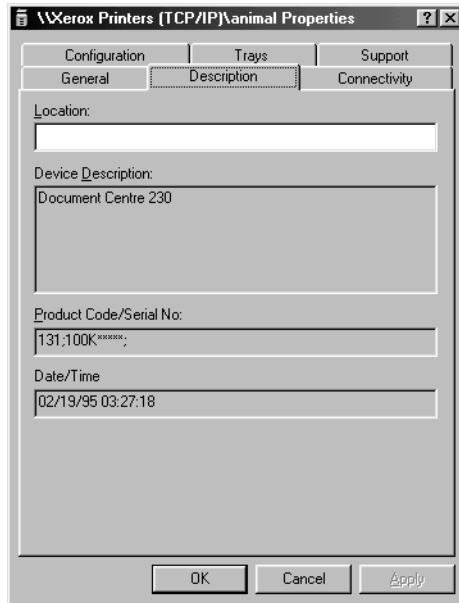 \\Xerox Printers (TCP/IP)\animal Properties
Configuration Trays Support
General Description Connectivity
Location:
Device Description:
Document Centre 230
Product Code/Serial No:
131;100K*****;
Date/Time
02/19/95 03:27:18
OK Cancel Apply